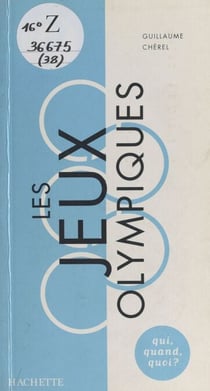 16° Z
36675
(38)
GUILLAUME
CHÉREL
LES
JEUX
OLYMPIQUES
qui,
quand,
quoi?
HACHETTE